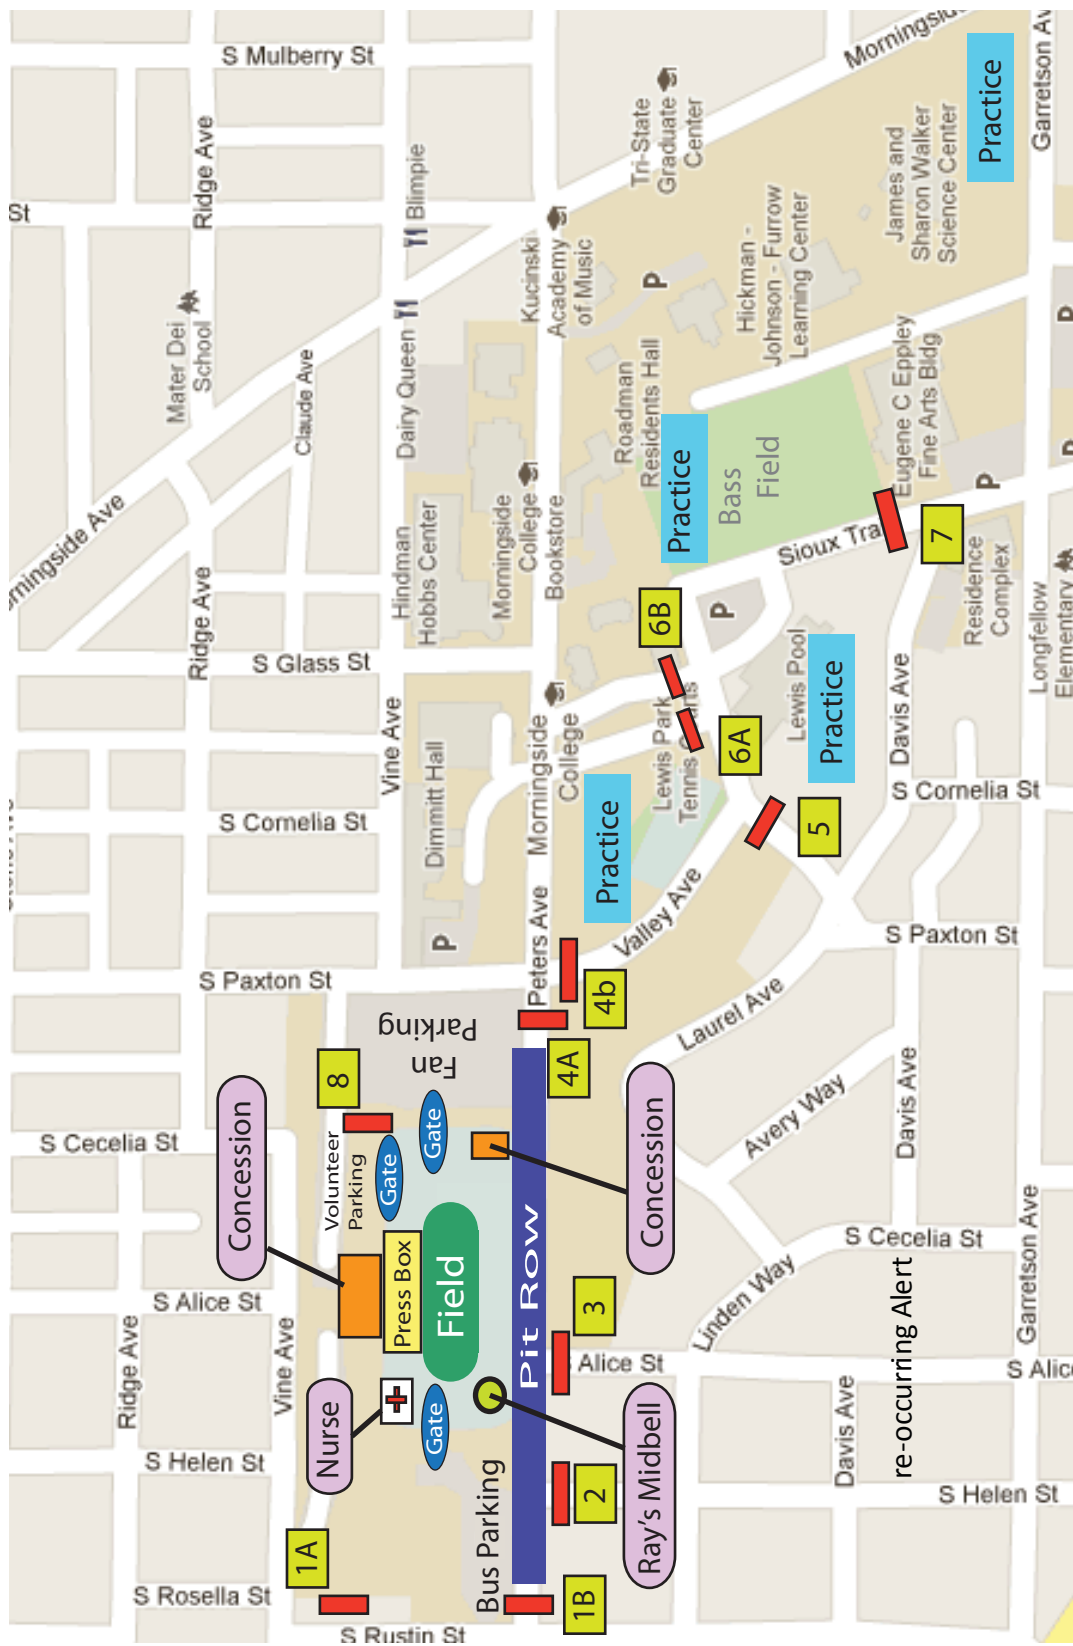 S Mulberry St
St
Ridge Ave
Mater Dei
School
Morningside
Garretson Av
Practice
Tri-State
Graduate
Center
James and
Sharon Walker
Science Center
Blimpie
Dairy Queen
Kucinski
Academy
of Music
P
Hickman -
Johnson - Furrow
Learning Center
P
Claude Ave
rningside Ave
Hindman
Hobbs Center
Morningside
College
Bookstore
Roadman
Residents Hall
Practice
Bass
Field
Eugene C Eppley
Fine Arts Bldg
P
P
Sioux Tra
7
Residence
Complex
Longfellow
Elementary
Ridge Ave
S Glass St
6B
P
Vine Ave
Dimmitt Hall
Morningside
College
Lewis Park
Tennis Courts
6A
Lewis Pool
Practice
Davis Ave
S Cornelia St
S Cornelia St
Practice
5
P
Peters Ave
Valley Ave
S Paxton St
S Paxton St
4b
4A
Laurel Ave
Fan
Parking
8
S Cecelia St
Concession
Volunteer
Parking
Gate
Gate
Concession
Avery Way
Davis Ave
S Cecelia St
Garretson Ave
S Alice St
Press Box
Field
Pit Row
3
Linden Way
S Alice St
S Alic
re-occurring Alert
Ridge Ave
Vine Ave
Nurse
Gate
Ray's Midbell
Davis Ave
S Helen St
S Helen St
Bus Parking
2
1A
1B
S Rosella St
S Rustin St